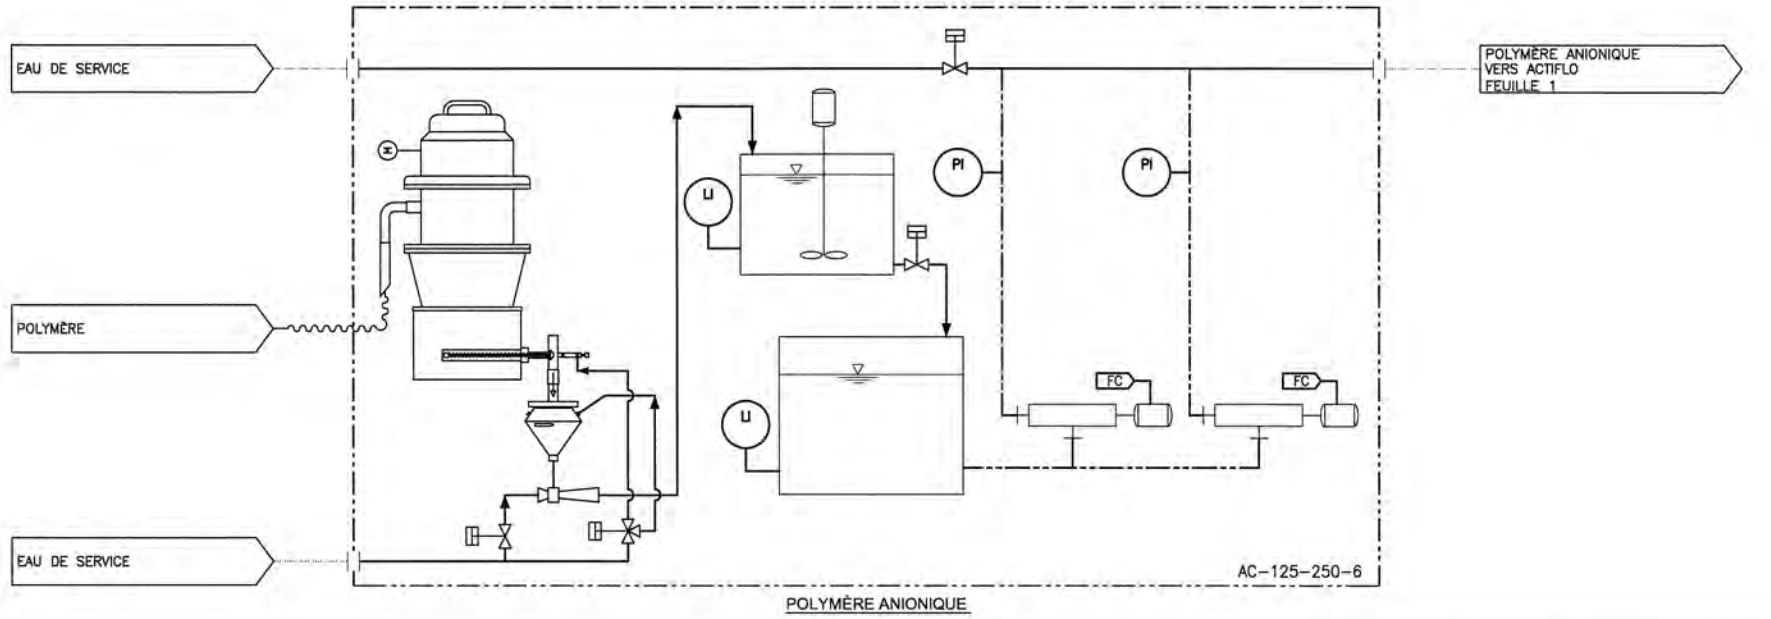 EAU DE SERVICE
POLYMÈRE ANIONIQUE
VERS ACTIFLO
FEUILLE 1
M
PI
PI
LI
POLYMÈRE
FC
FC
LI
EAU DE SERVICE
AC-125-250-6
POLYMÈRE ANIONIQUE